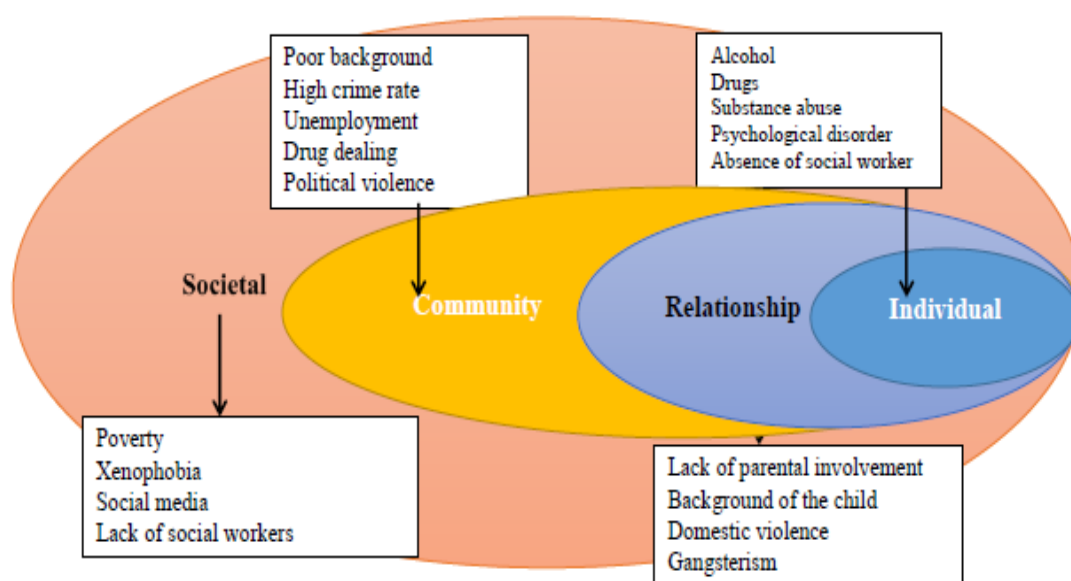 Poor background
High crime rate
Unemployment
Drug dealing
Political violence
Alcohol
Drugs
Substance abuse
Psychological disorder
Absence of social worker
Societal
Community
Relationship
Individual
Poverty
Xenophobia
Social media
Lack of social workers
Lack of parental involvement
Background of the child
Domestic violence
Gangsterism